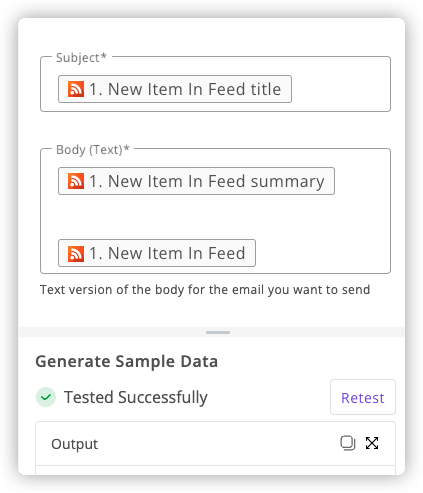 Subject*
1. New Item In Feed title
Body (Text)*
1. New Item In Feed summary
1. New Item In Feed
Text version of the body for the email you want to send
Generate Sample Data
Tested Successfully
Retest
Output